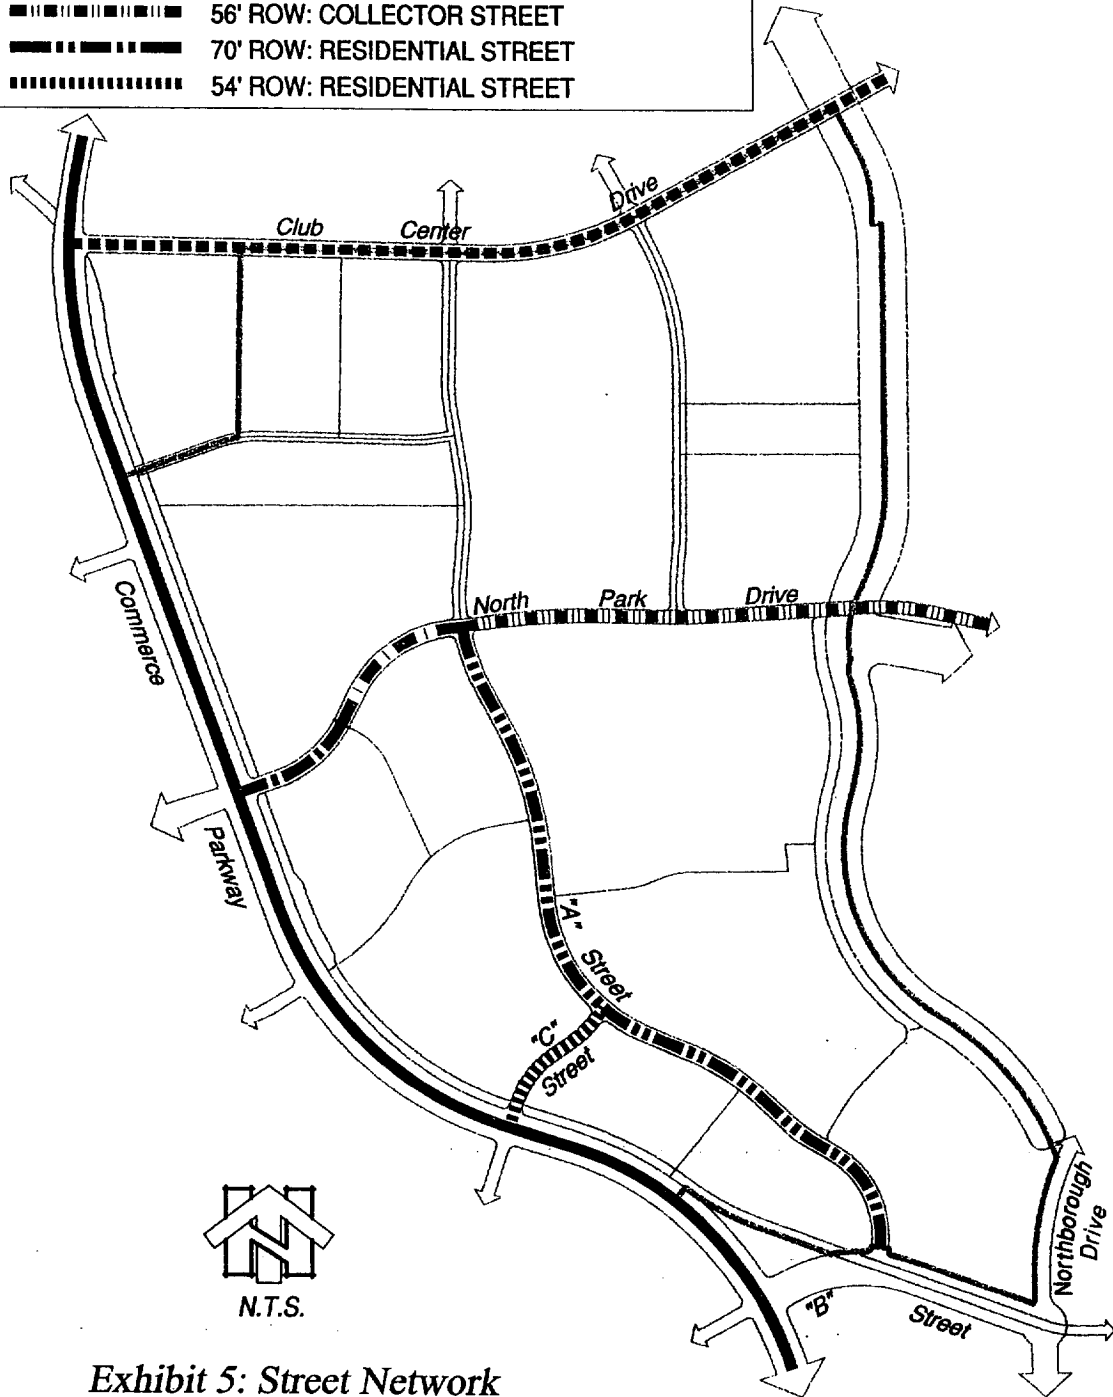 56' ROW: COLLECTOR STREET
70' ROW: RESIDENTIAL STREET
54' ROW: RESIDENTIAL STREET
Club Center Drive
North Park Drive
Commerce
Parkway
"A" Street
"C" Street
Northborough
Drive
"B" Street
N.T.S.
Exhibit 5: Street Network